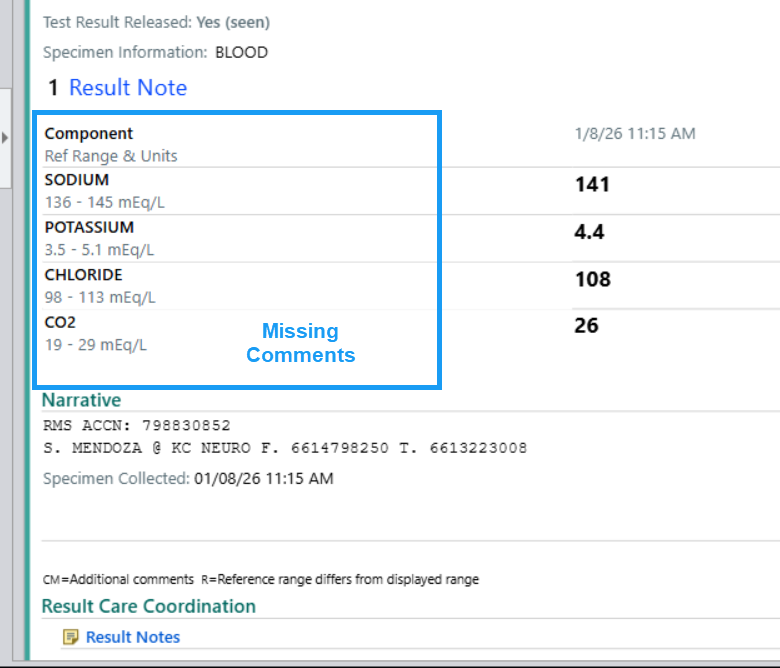 Test Result Released: Yes (seen)
Specimen Information: BLOOD
1 Result Note
Component 1/8/26 11:15 AM
Ref Range & Units
SODIUM 141
136 - 145 mEq/L
POTASSIUM 4.4
3.5 - 5.1 mEq/L
CHLORIDE 108
98 - 113 mEq/L
CO2 26
19 - 29 mEq/L
Missing
Comments
Narrative
RMS ACCN: 798830852
S. MENDOZA @ KC NEURO F. 6614798250 T. 6613223008
Specimen Collected: 01/08/26 11:15 AM
CM=Additional comments R=Reference range differs from displayed range
Result Care Coordination
Result Notes